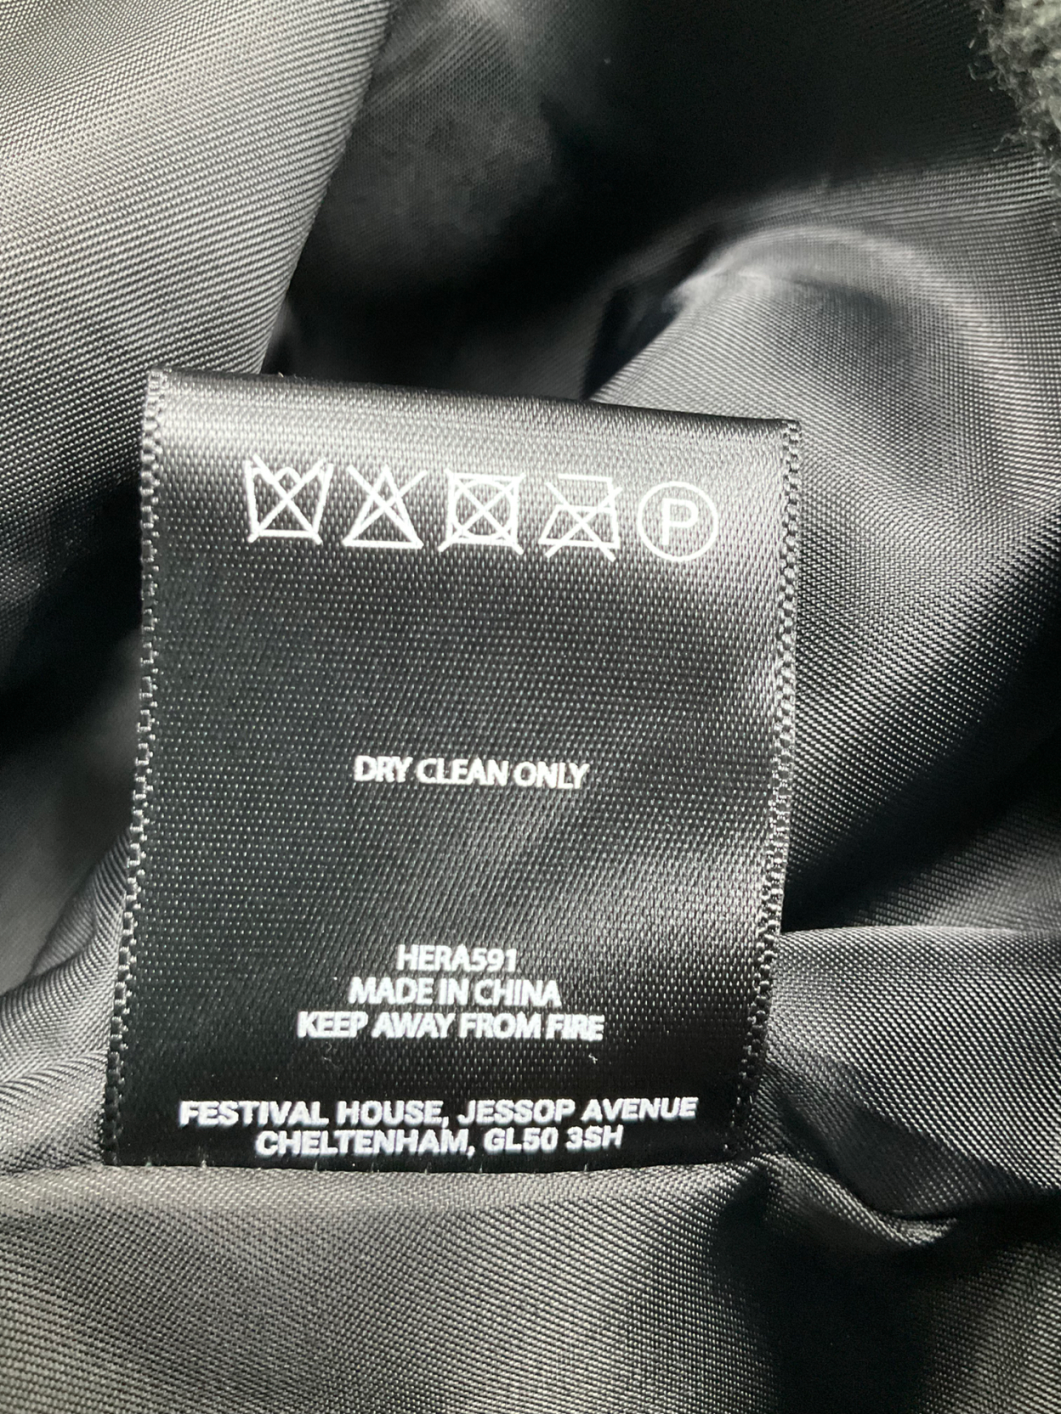 P
DRY CLEAN ONLY
HERA591
MADE IN CHINA
KEEP AWAY FROM FIRE
FESTIVAL HOUSE, JESSOP AVENUE
CHELTENHAM, GL50 3SH